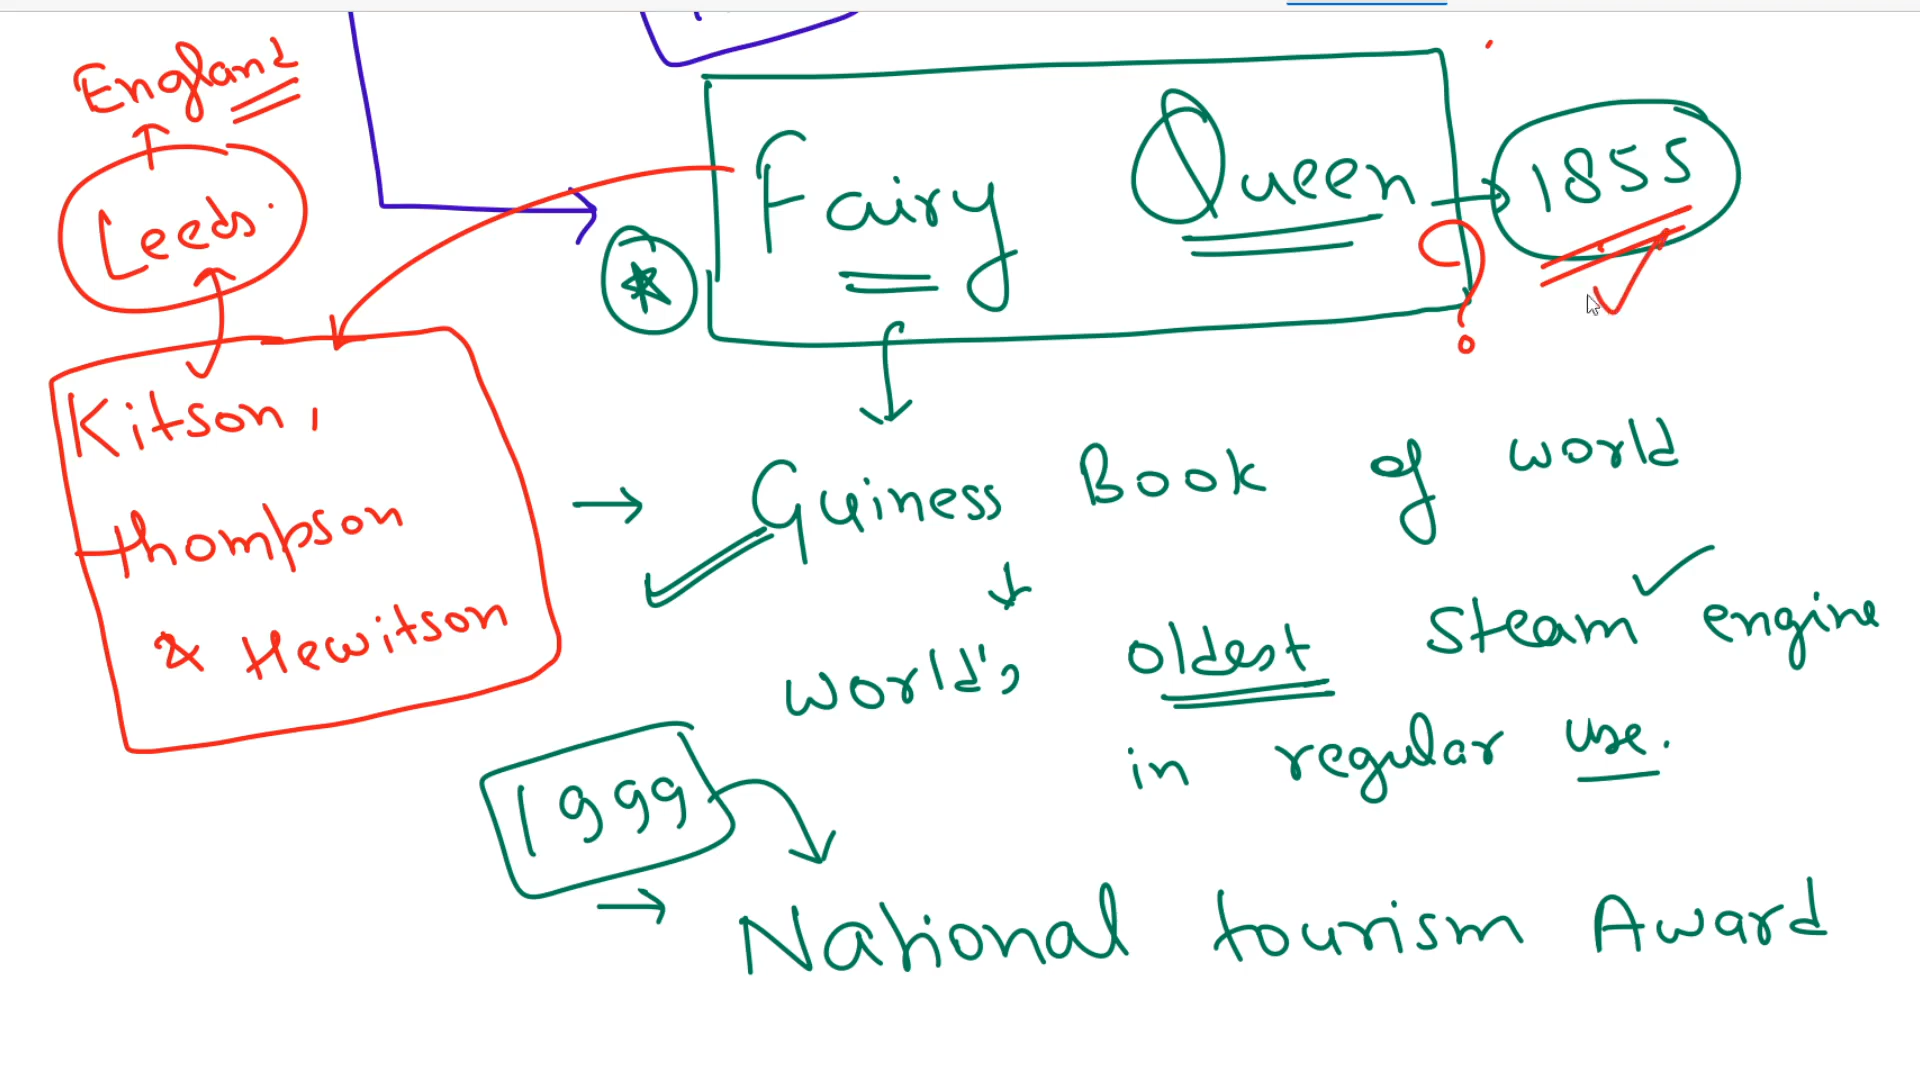 England
Leeds
Fairy Queen → 1855
?
Kitson,
thompson
& Hewitson
→ Guiness Book of world
world's oldest steam engine
in regular use.
1999
→ National tourism Award